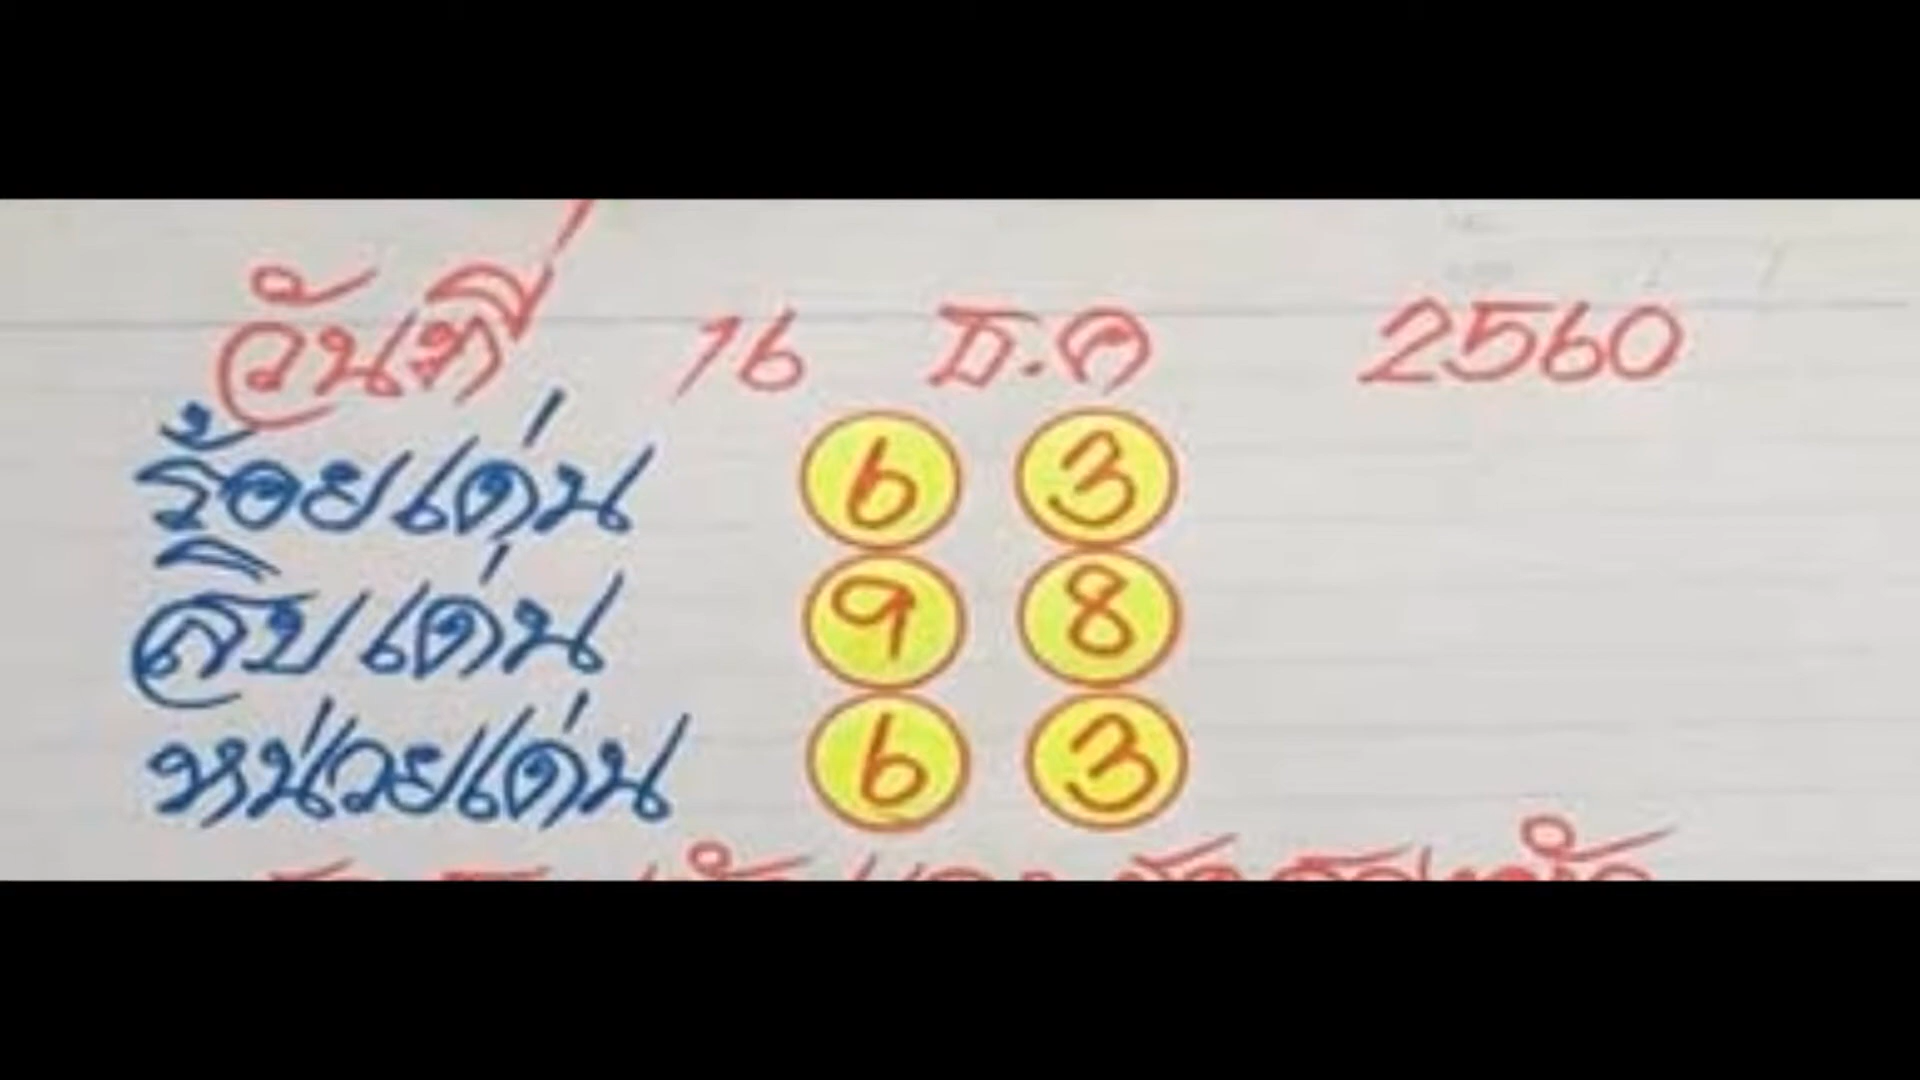 วันที่ 16 ธ.ค 2560
ร้อยเด่น 6 3
สิบเด่น 9 8
หน่วยเด่น 6 3